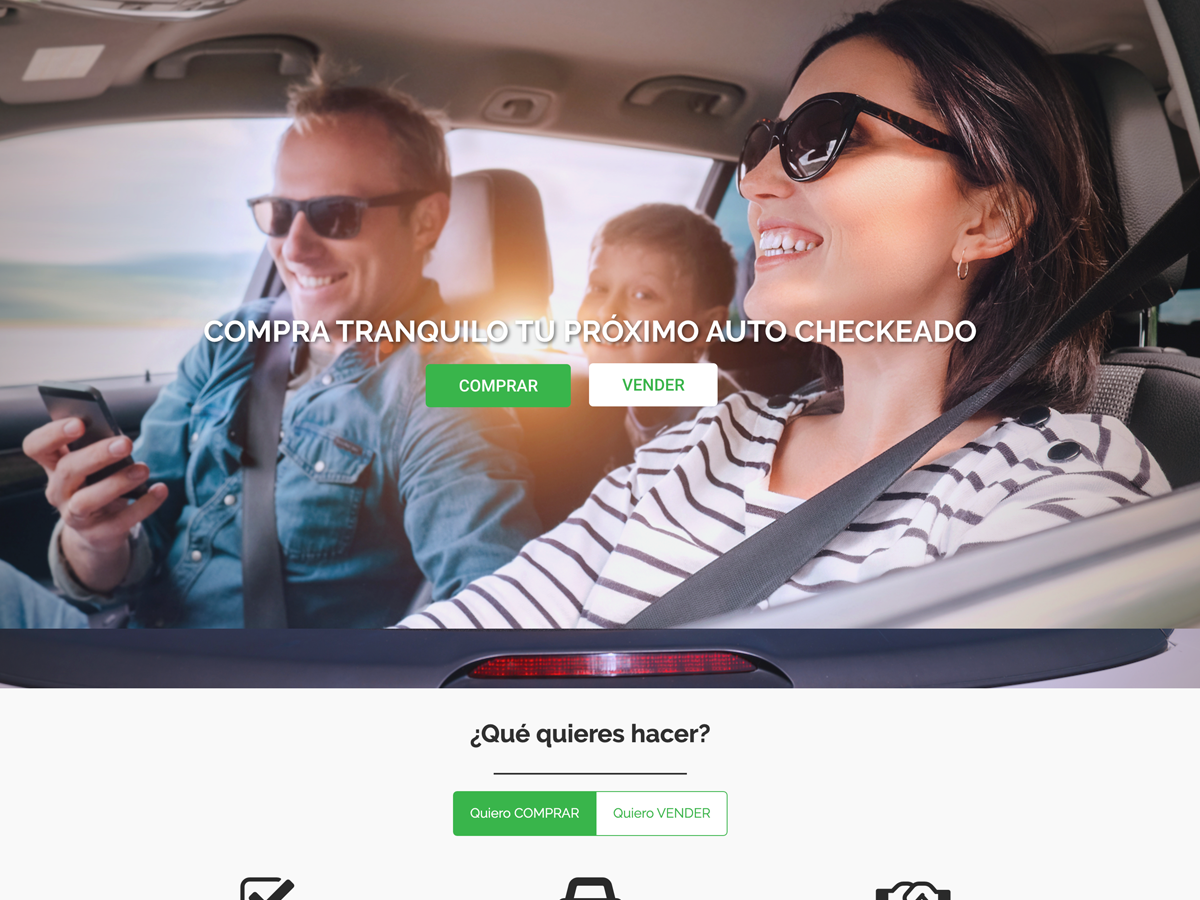 COMPRA TRANQUILO TU PRÓXIMO AUTO CHECKEADO
COMPRAR
VENDER
¿Qué quieres hacer?
Quiero COMPRAR
Quiero VENDER